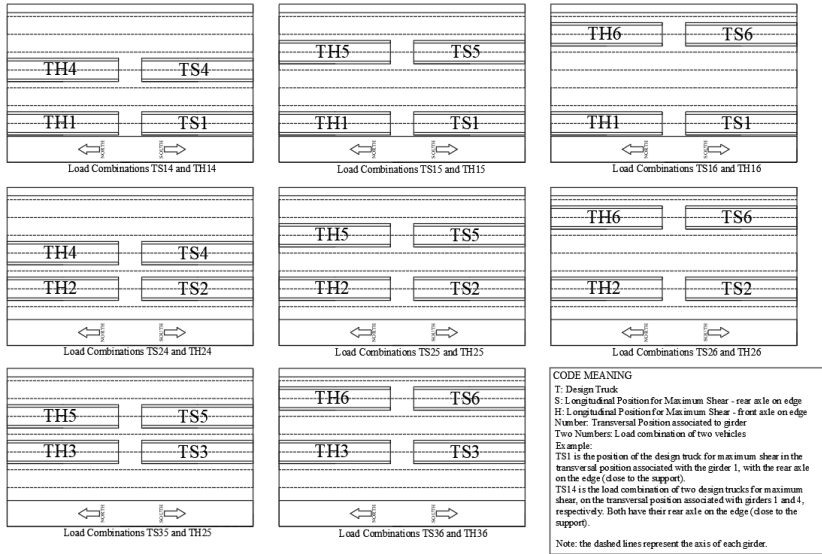 TH4 TS4
TH1 TS1
NORTH SOUTH
Load Combinations TS14 and TH14
TH5 TS5
TH1 TS1
NORTH SOUTH
Load Combinations TS15 and TH15
TH6 TS6
TH1 TS1
NORTH SOUTH
Load Combinations TS16 and TH16
TH4 TS4
TH2 TS2
NORTH SOUTH
Load Combinations TS24 and TH24
TH5 TS5
TH2 TS2
NORTH SOUTH
Load Combinations TS25 and TH25
TH6 TS6
TH2 TS2
NORTH SOUTH
Load Combinations TS26 and TH26
TH5 TS5
TH3 TS3
NORTH SOUTH
Load Combinations TS35 and TH25
TH6 TS6
TH3 TS3
NORTH SOUTH
Load Combinations TS36 and TH36
CODE MEANING
T: Design Truck
S: Longitudinal Position for Maximum Shear - rear axle on edge
H: Longitudinal Position for Maximum Shear - front axle on edge
Number: Transversal Position associated to girder
Two Numbers: Load combination of two vehicles
Example:
TS1 is the position of the design truck for maximum shear in the
transversal position associated with the girder 1, with the rear axle
on the edge (close to the support).
TS14 is the load combination of two design trucks for maximum
shear, on the transversal position associated with girders 1 and 4,
respectively. Both have their rear axle on the edge (close to the
support).
Note: the dashed lines represent the axis of each girder.